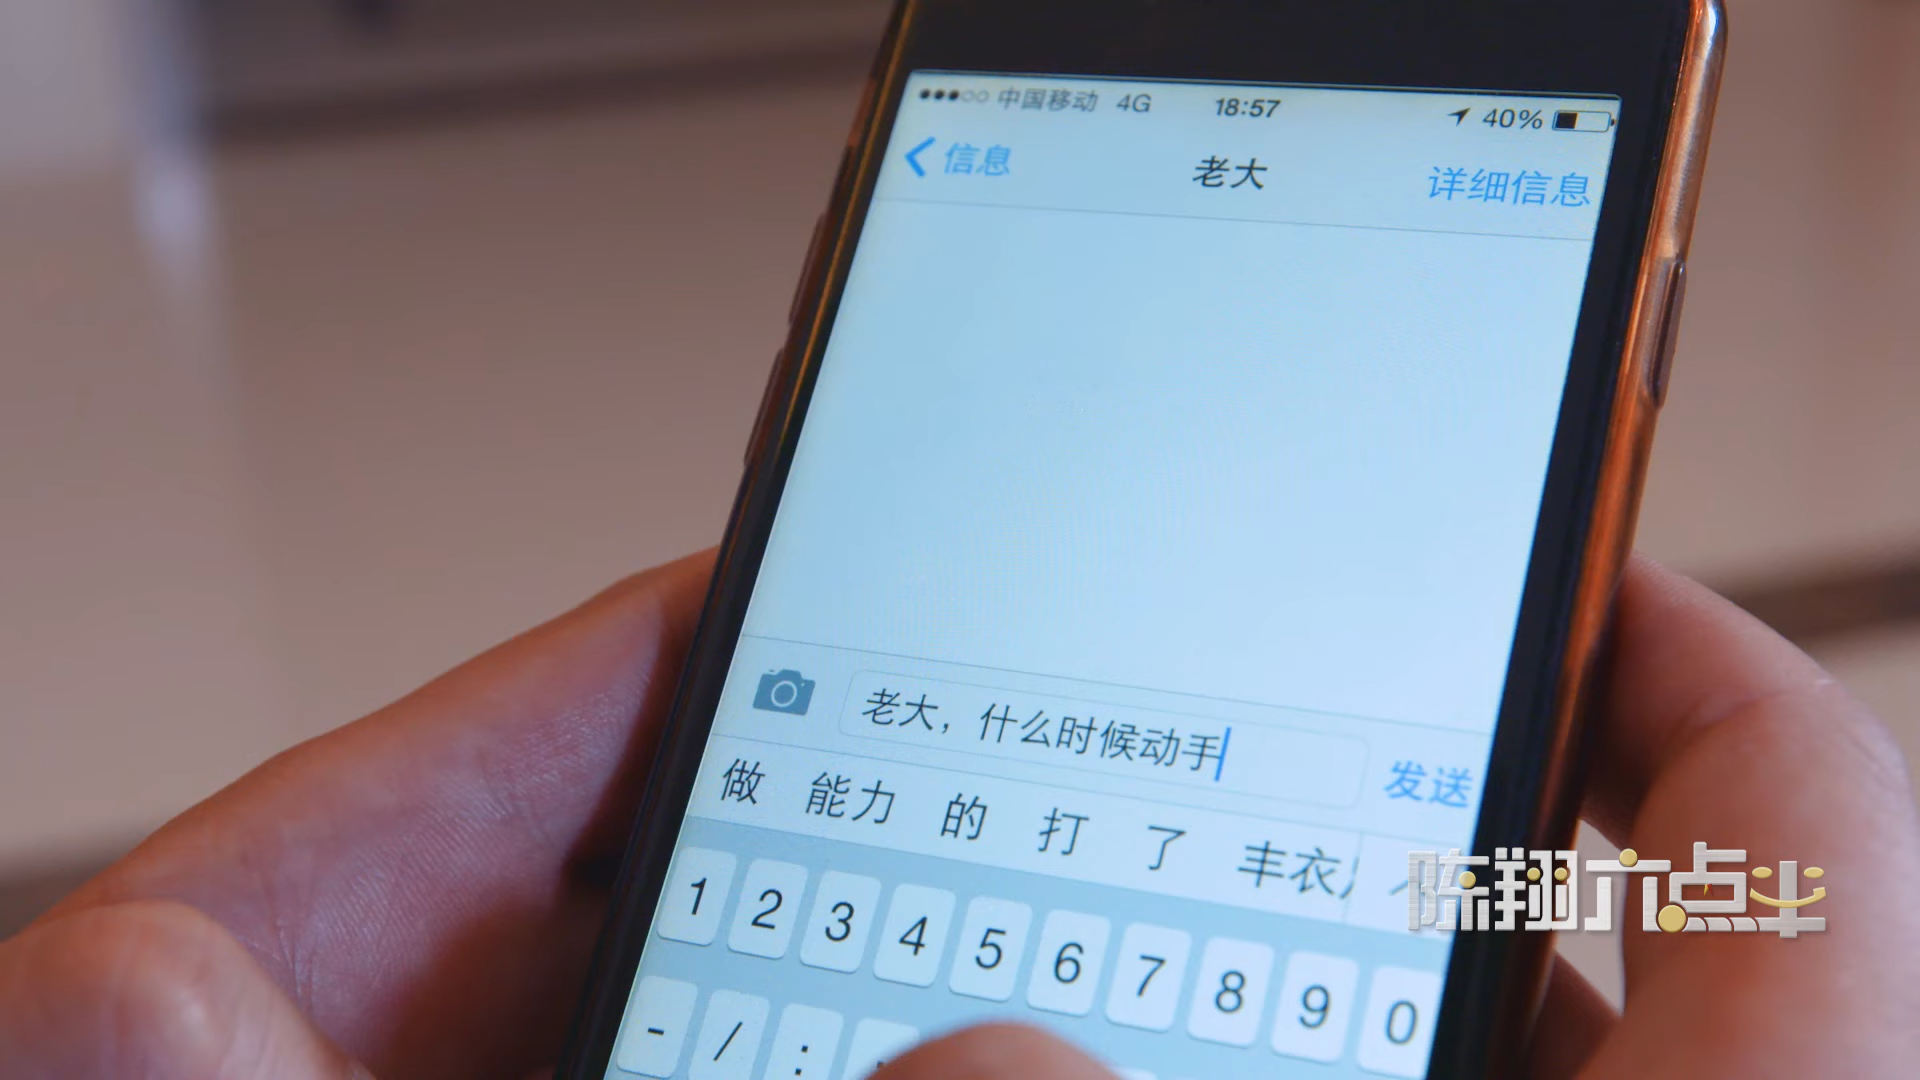 中国移动 4G 18:57 40%
信息 老大 详细信息
老大，什么时候动手 发送
做 能力 的 打 了 丰衣
1 2 3 4 5 6 7 8 9 0
- / :
陈翔六点半